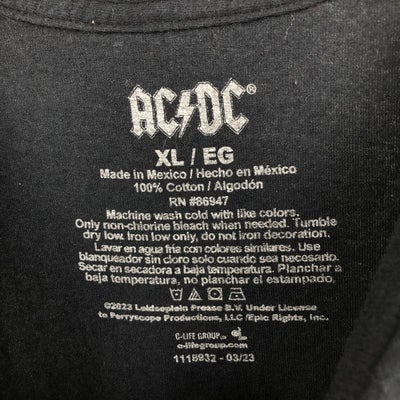 AC⚡DC®
XL / EG
Made in Mexico / Hecho en México
100% Cotton / Algodón
RN #86947
Machine wash cold with like colors.
Only non-chlorine bleach when needed. Tumble
dry low. Iron low only, do not iron decoration.
Lavar en agua fria con colores similares. Use
blanqueador sin cloro solo cuando sea necesario.
Secar en secadora a baja temperatura. Planchar a
baja temperatura, no planchar el estampado.
©2023 Leidseplein Presse B.V. Under License
to Perryscope Productions, LLC/Epic Rights, Inc.
C-LIFE GROUP
c-lifegroup.com
1118932 - 03/23